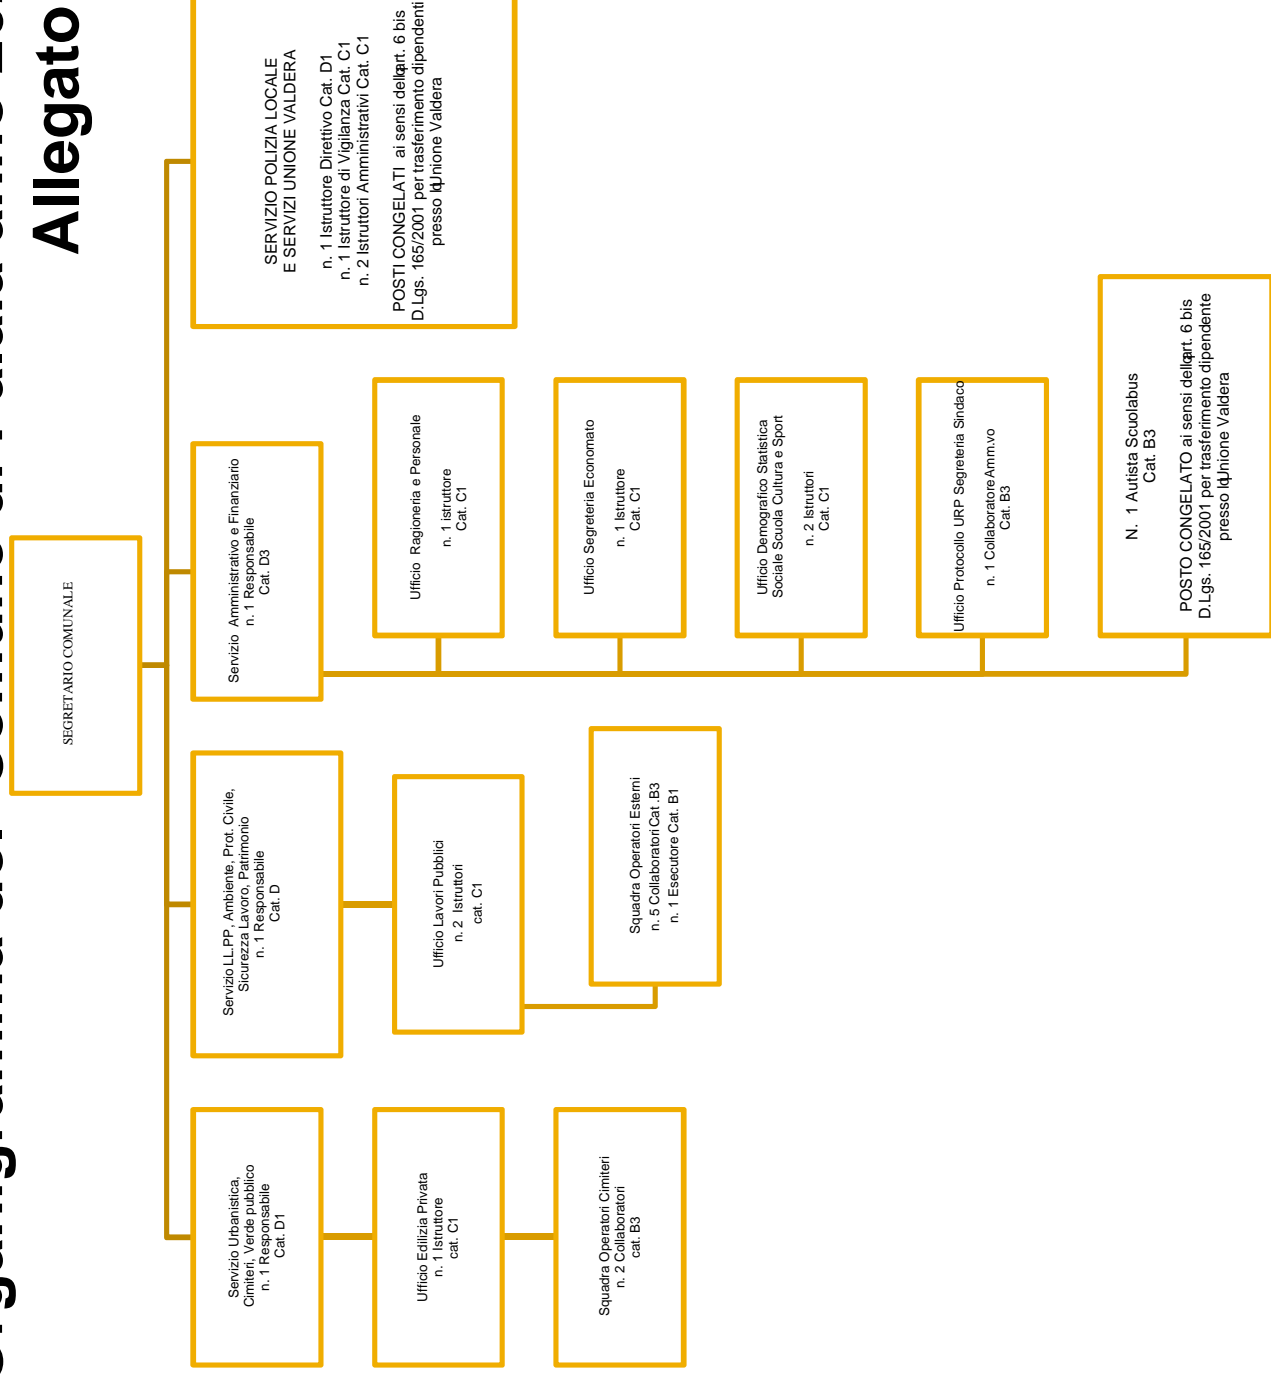 Allegato
SEGRETARIO COMUNALE
Servizio Urbanistica,
Cimiteri, Verde pubblico
n. 1 Responsabile
Cat. D1
Ufficio Edilizia Privata
n. 1 Istruttore
cat. C1
Squadra Operatori Cimiteri
n. 2 Collaboratori
cat. B3
Servizio LL.PP, Ambiente, Prot. Civile,
Sicurezza Lavoro, Patrimonio
n. 1 Responsabile
Cat. D
Ufficio Lavori Pubblici
n. 2 Istruttori
cat. C1
Squadra Operatori Esterni
n. 5 Collaboratori Cat .B3
n. 1 Esecutore Cat. B1
Servizio Amministrativo e Finanziario
n. 1 Responsabile
Cat. D3
Ufficio Ragioneria e Personale
n. 1 istruttore
Cat. C1
Ufficio Segreteria Economato
n. 1 Istruttore
Cat. C1
Ufficio Demografico Statistica
Sociale Scuola Cultura e Sport
n. 2 Istruttori
Cat. C1
Ufficio Protocollo URP Segreteria Sindaco
n. 1 Collaboratore Amm.vo
Cat. B3
N. 1 Autista Scuolabus
Cat. B3
POSTO CONGELATO ai sensi dellqart. 6 bis
D.Lgs. 165/2001 per trasferimento dipendente
presso lqUnione Valdera
SERVIZIO POLIZIA LOCALE
E SERVIZI UNIONE VALDERA
n. 1 Istruttore Direttivo Cat. D1
n. 1 Istruttore di Vigilanza Cat. C1
n. 2 Istruttori Amministrativi Cat. C1
POSTI CONGELATI ai sensi dellqart. 6 bis
D.Lgs. 165/2001 per trasferimento dipendenti
presso lqUnione Valdera